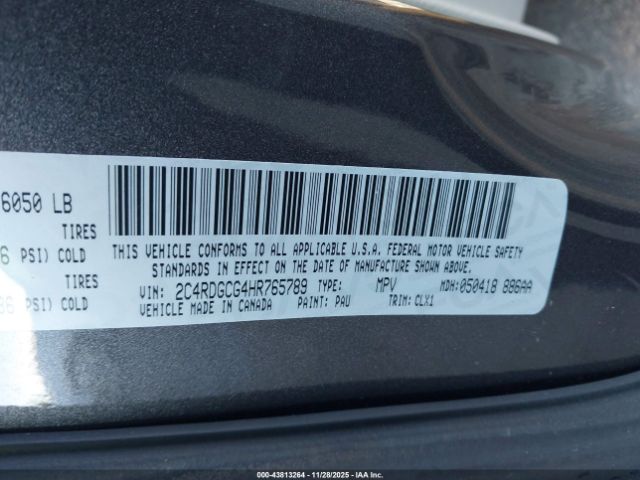 6050 LB
TIRES
6 PSI) COLD
TIRES
36 PSI) COLD
THIS VEHICLE CONFORMS TO ALL APPLICABLE U.S.A. FEDERAL MOTOR VEHICLE SAFETY
STANDARDS IN EFFECT ON THE DATE OF MANUFACTURE SHOWN ABOVE.
VIN: 2C4RDGCG4HR765789 TYPE: MPV MDH: 050418 886AA
VEHICLE MADE IN CANADA PAINT: PAU TRIM: CLX1
000-43813264 - 11/28/2025 - IAA Inc.